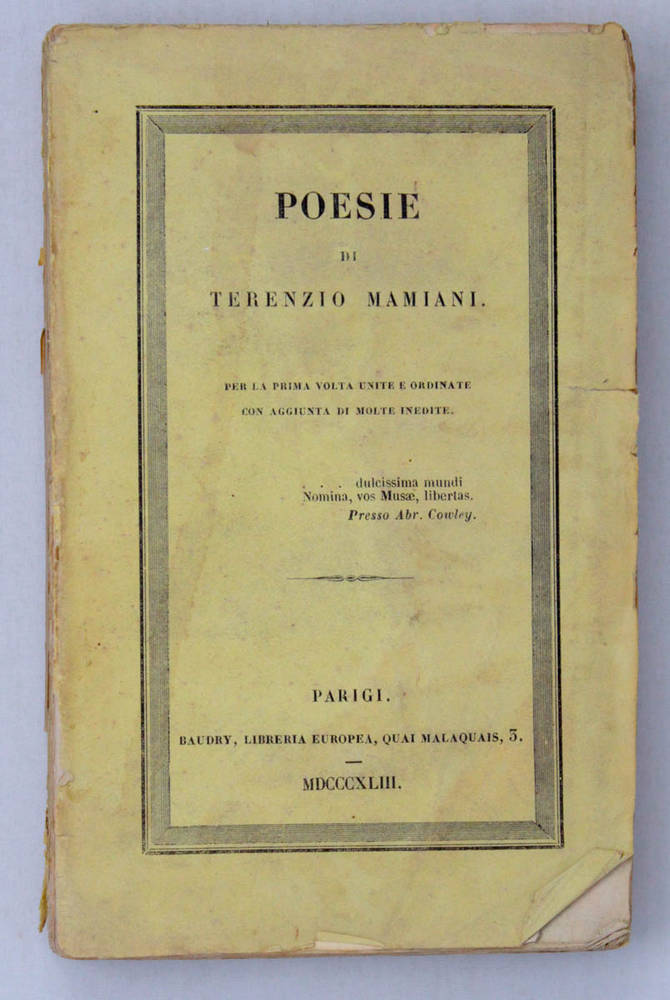 POESIE
DI
TERENZIO MAMIANI.
PER LA PRIMA VOLTA UNITE E ORDINATE
CON AGGIUNTA DI MOLTE INEDITE.
. . . dulcissima mundi
Nomina, vos Musæ, libertas.
Presso Abr. Cowley.
PARIGI.
BAUDRY, LIBRERIA EUROPEA, QUAI MALAQUAIS, 3.
MDCCCXLIII.